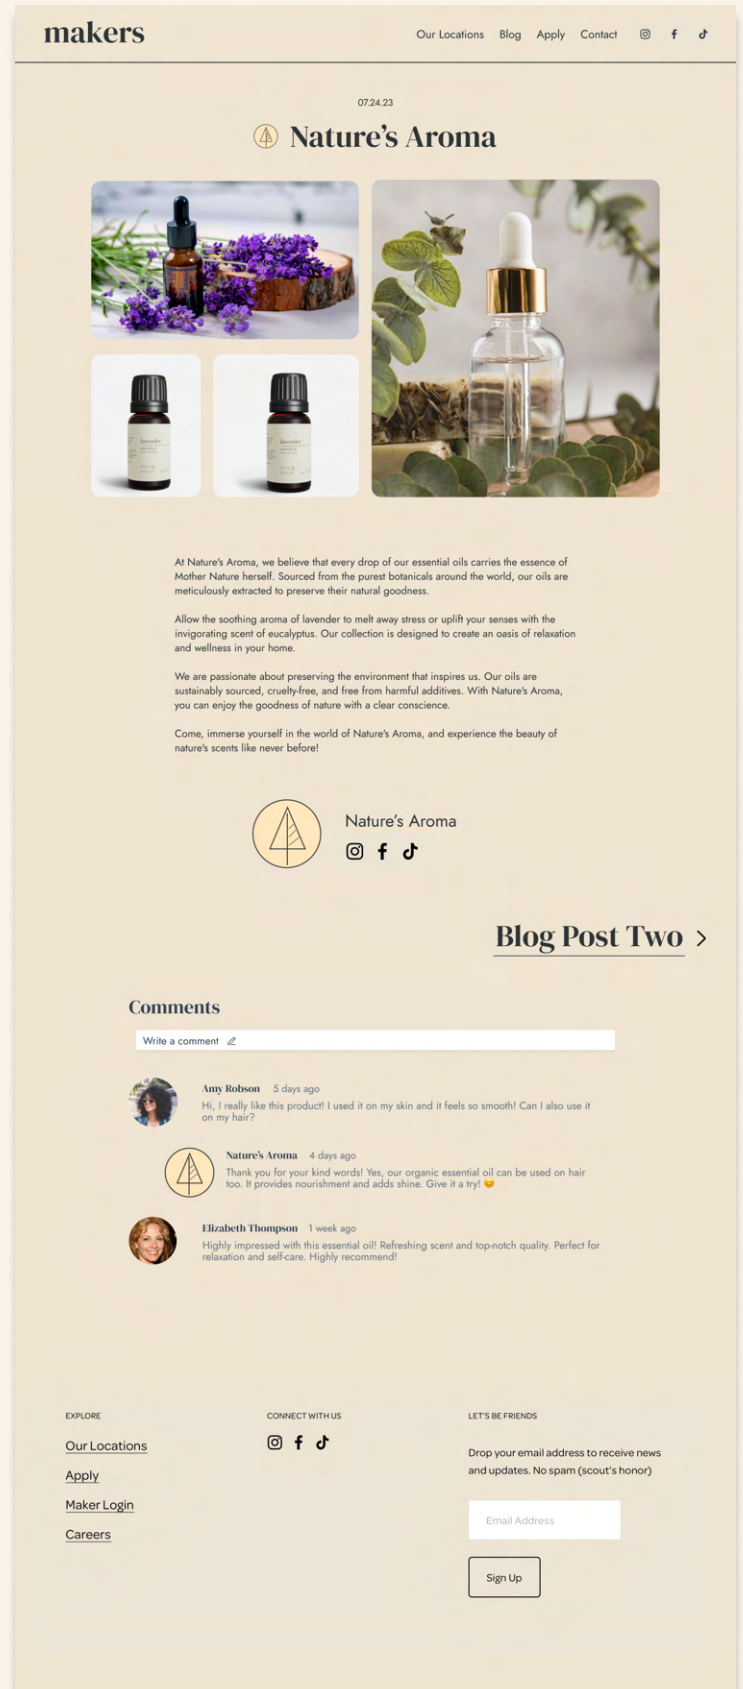 makers
Our Locations Blog Apply Contact
07.24.23
Nature's Aroma
lavender
lavender
At Nature's Aroma, we believe that every drop of our essential oils carries the essence of
Mother Nature herself. Sourced from the purest botanicals around the world, our oils are
meticulously extracted to preserve their natural goodness.
Allow the soothing aroma of lavender to melt away stress or uplift your senses with the
invigorating scent of eucalyptus. Our collection is designed to create an oasis of relaxation
and wellness in your home.
We are passionate about preserving the environment that inspires us. Our oils are
sustainably sourced, cruelty-free, and free from harmful additives. With Nature's Aroma,
you can enjoy the goodness of nature with a clear conscience.
Come, immerse yourself in the world of Nature's Aroma, and experience the beauty of
nature's scents like never before!
Nature's Aroma
Blog Post Two
Comments
Write a comment
Amy Robson 5 days ago
Hi, I really like this product! I used it on my skin and it feels so smooth! Can I also use it
on my hair?
Nature's Aroma 4 days ago
Thank you for your kind words! Yes, our organic essential oil can be used on hair
too. It provides nourishment and adds shine. Give it a try! 😊
Elizabeth Thompson 1 week ago
Highly impressed with this essential oil! Refreshing scent and top-notch quality. Perfect for
relaxation and self-care. Highly recommend!
EXPLORE
Our Locations
Apply
Maker Login
Careers
CONNECT WITH US
LET'S BE FRIENDS
Drop your email address to receive news
and updates. No spam (scout's honor)
Email Address
Sign Up